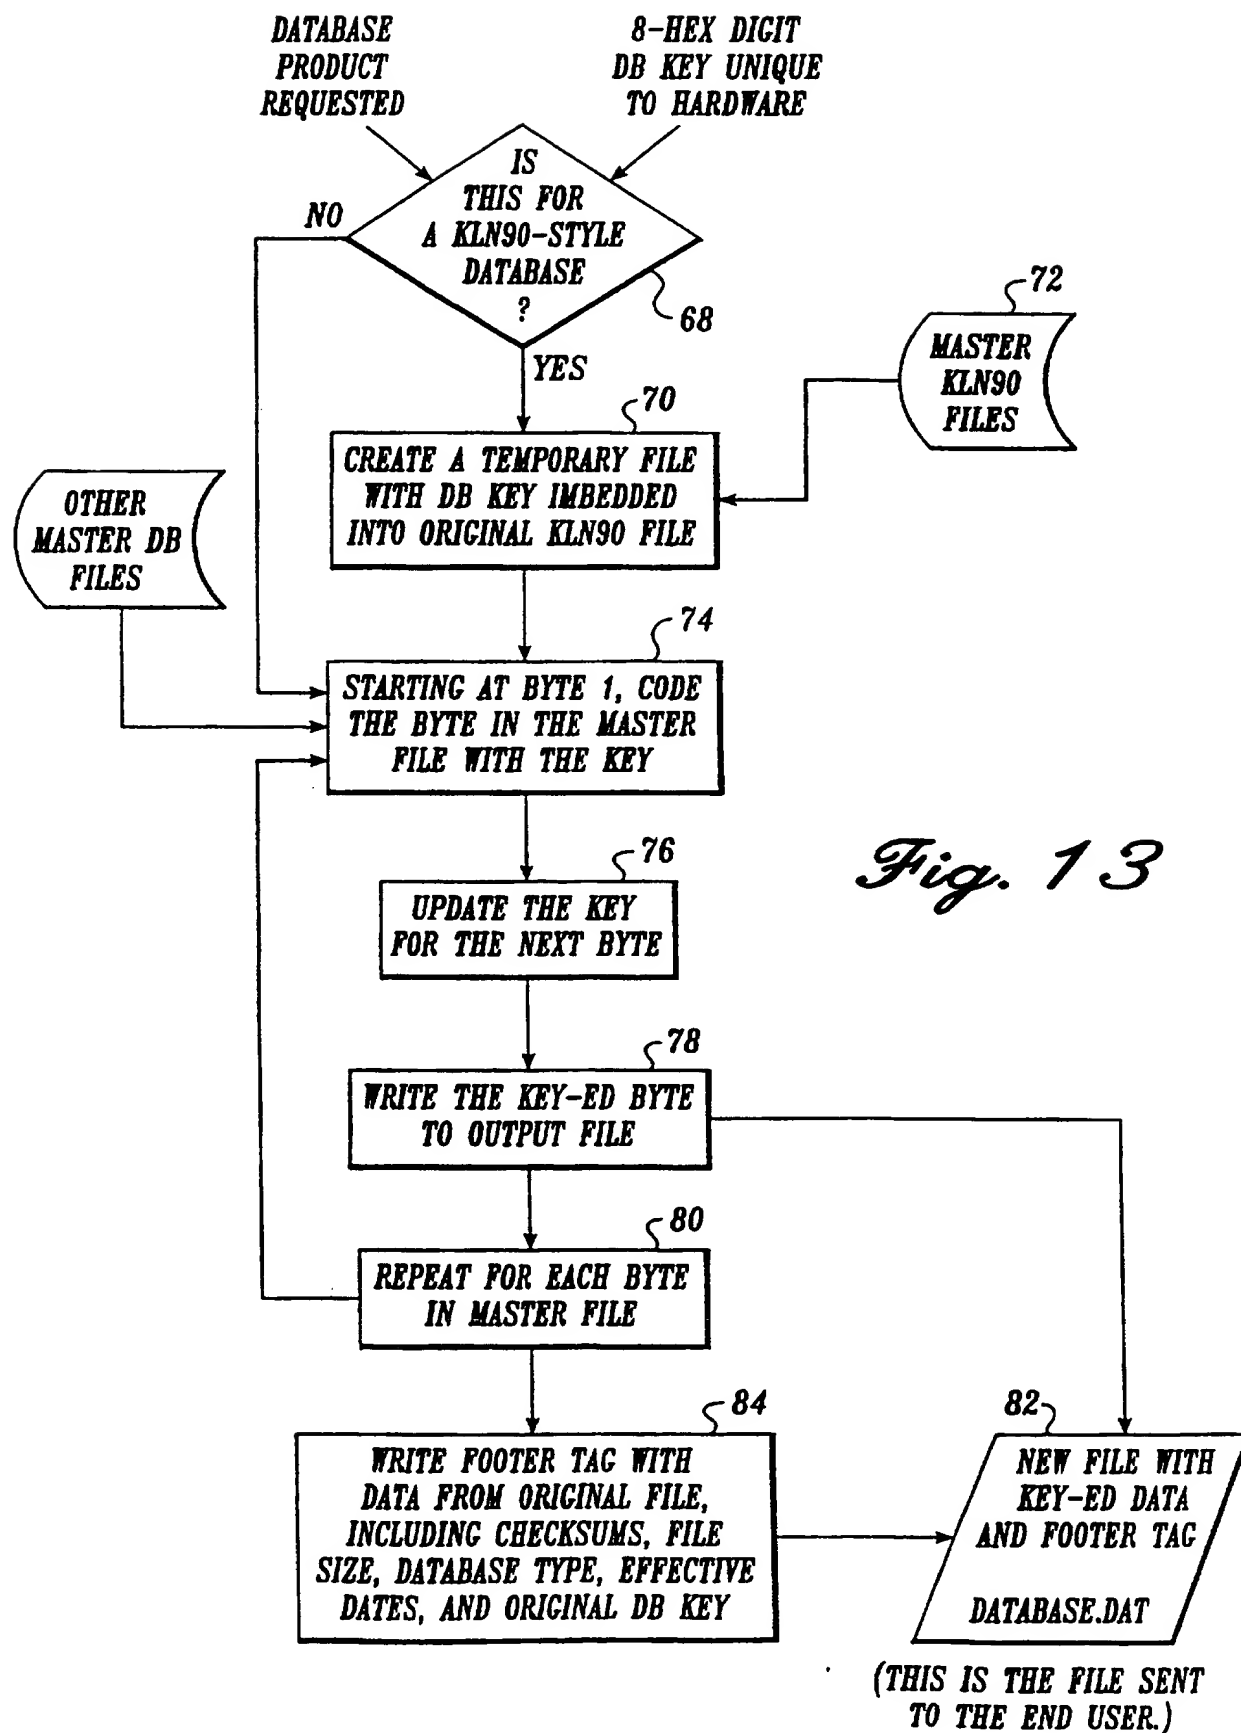 DATABASE
PRODUCT
REQUESTED
8-HEX DIGIT
DB KEY UNIQUE
TO HARDWARE
IS
THIS FOR
A KLN90-STYLE
DATABASE
?
NO
68
YES
72
MASTER
KLN90
FILES
70
CREATE A TEMPORARY FILE
WITH DB KEY IMBEDDED
INTO ORIGINAL KLN90 FILE
OTHER
MASTER DB
FILES
74
STARTING AT BYTE 1, CODE
THE BYTE IN THE MASTER
FILE WITH THE KEY
76
UPDATE THE KEY
FOR THE NEXT BYTE
Fig. 13
78
WRITE THE KEY-ED BYTE
TO OUTPUT FILE
80
REPEAT FOR EACH BYTE
IN MASTER FILE
84
WRITE FOOTER TAG WITH
DATA FROM ORIGINAL FILE,
INCLUDING CHECKSUMS, FILE
SIZE, DATABASE TYPE, EFFECTIVE
DATES, AND ORIGINAL DB KEY
82
NEW FILE WITH
KEY-ED DATA
AND FOOTER TAG
DATABASE.DAT
(THIS IS THE FILE SENT
TO THE END USER.)